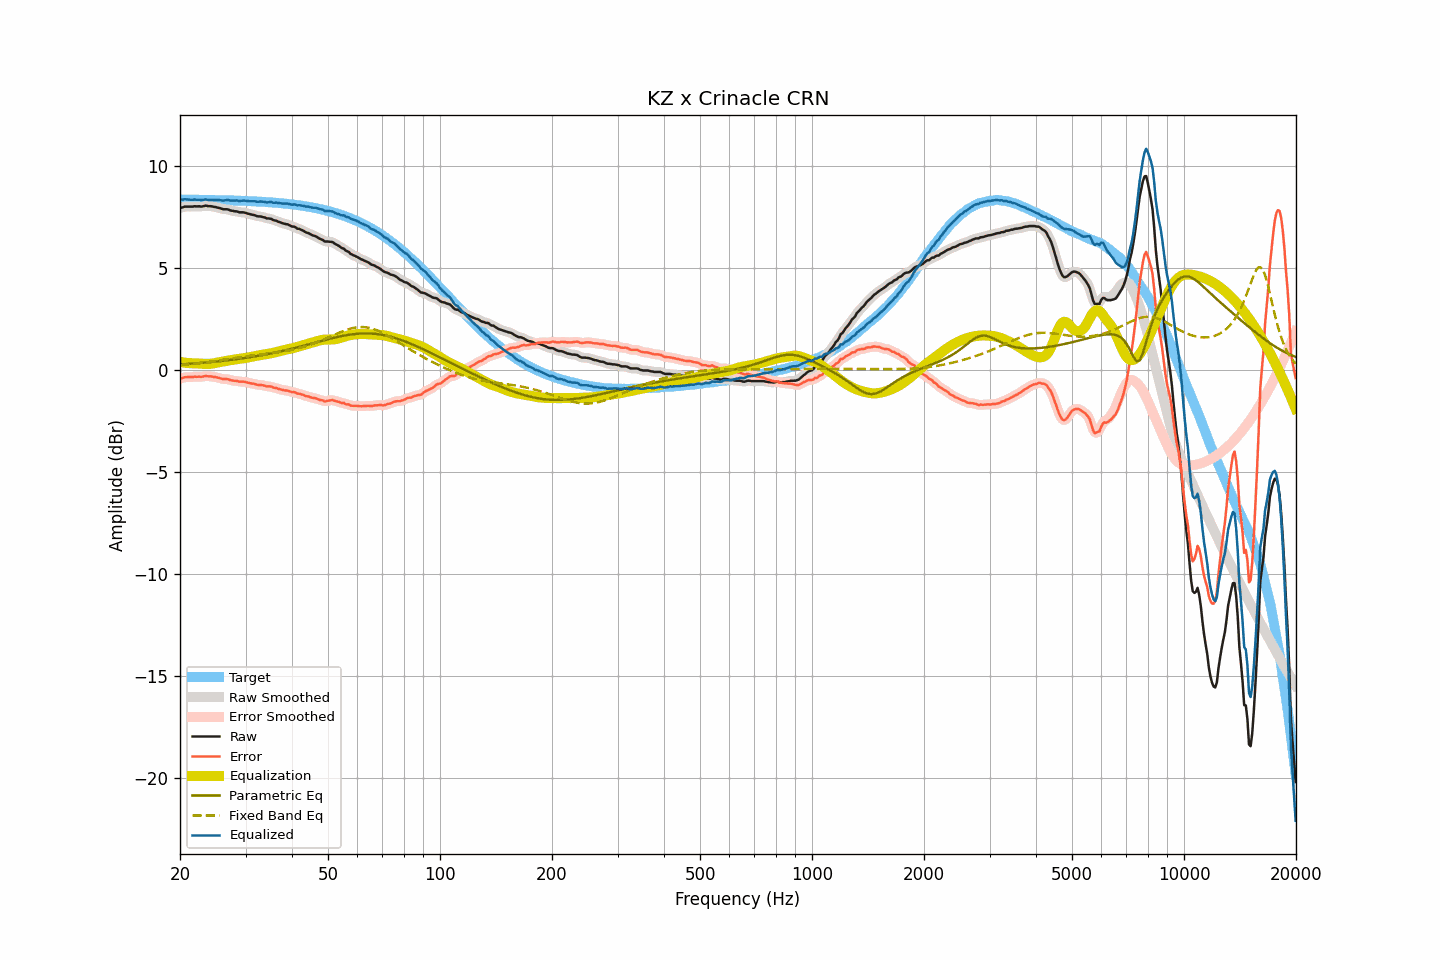 KZ x Crinacle CRN
10
5
0
−5
−10
−15
−20
Amplitude (dBr)
Target
Raw Smoothed
Error Smoothed
Raw
Error
Equalization
Parametric Eq
Fixed Band Eq
Equalized
20 50 100 200 500 1000 2000 5000 10000 20000
Frequency (Hz)